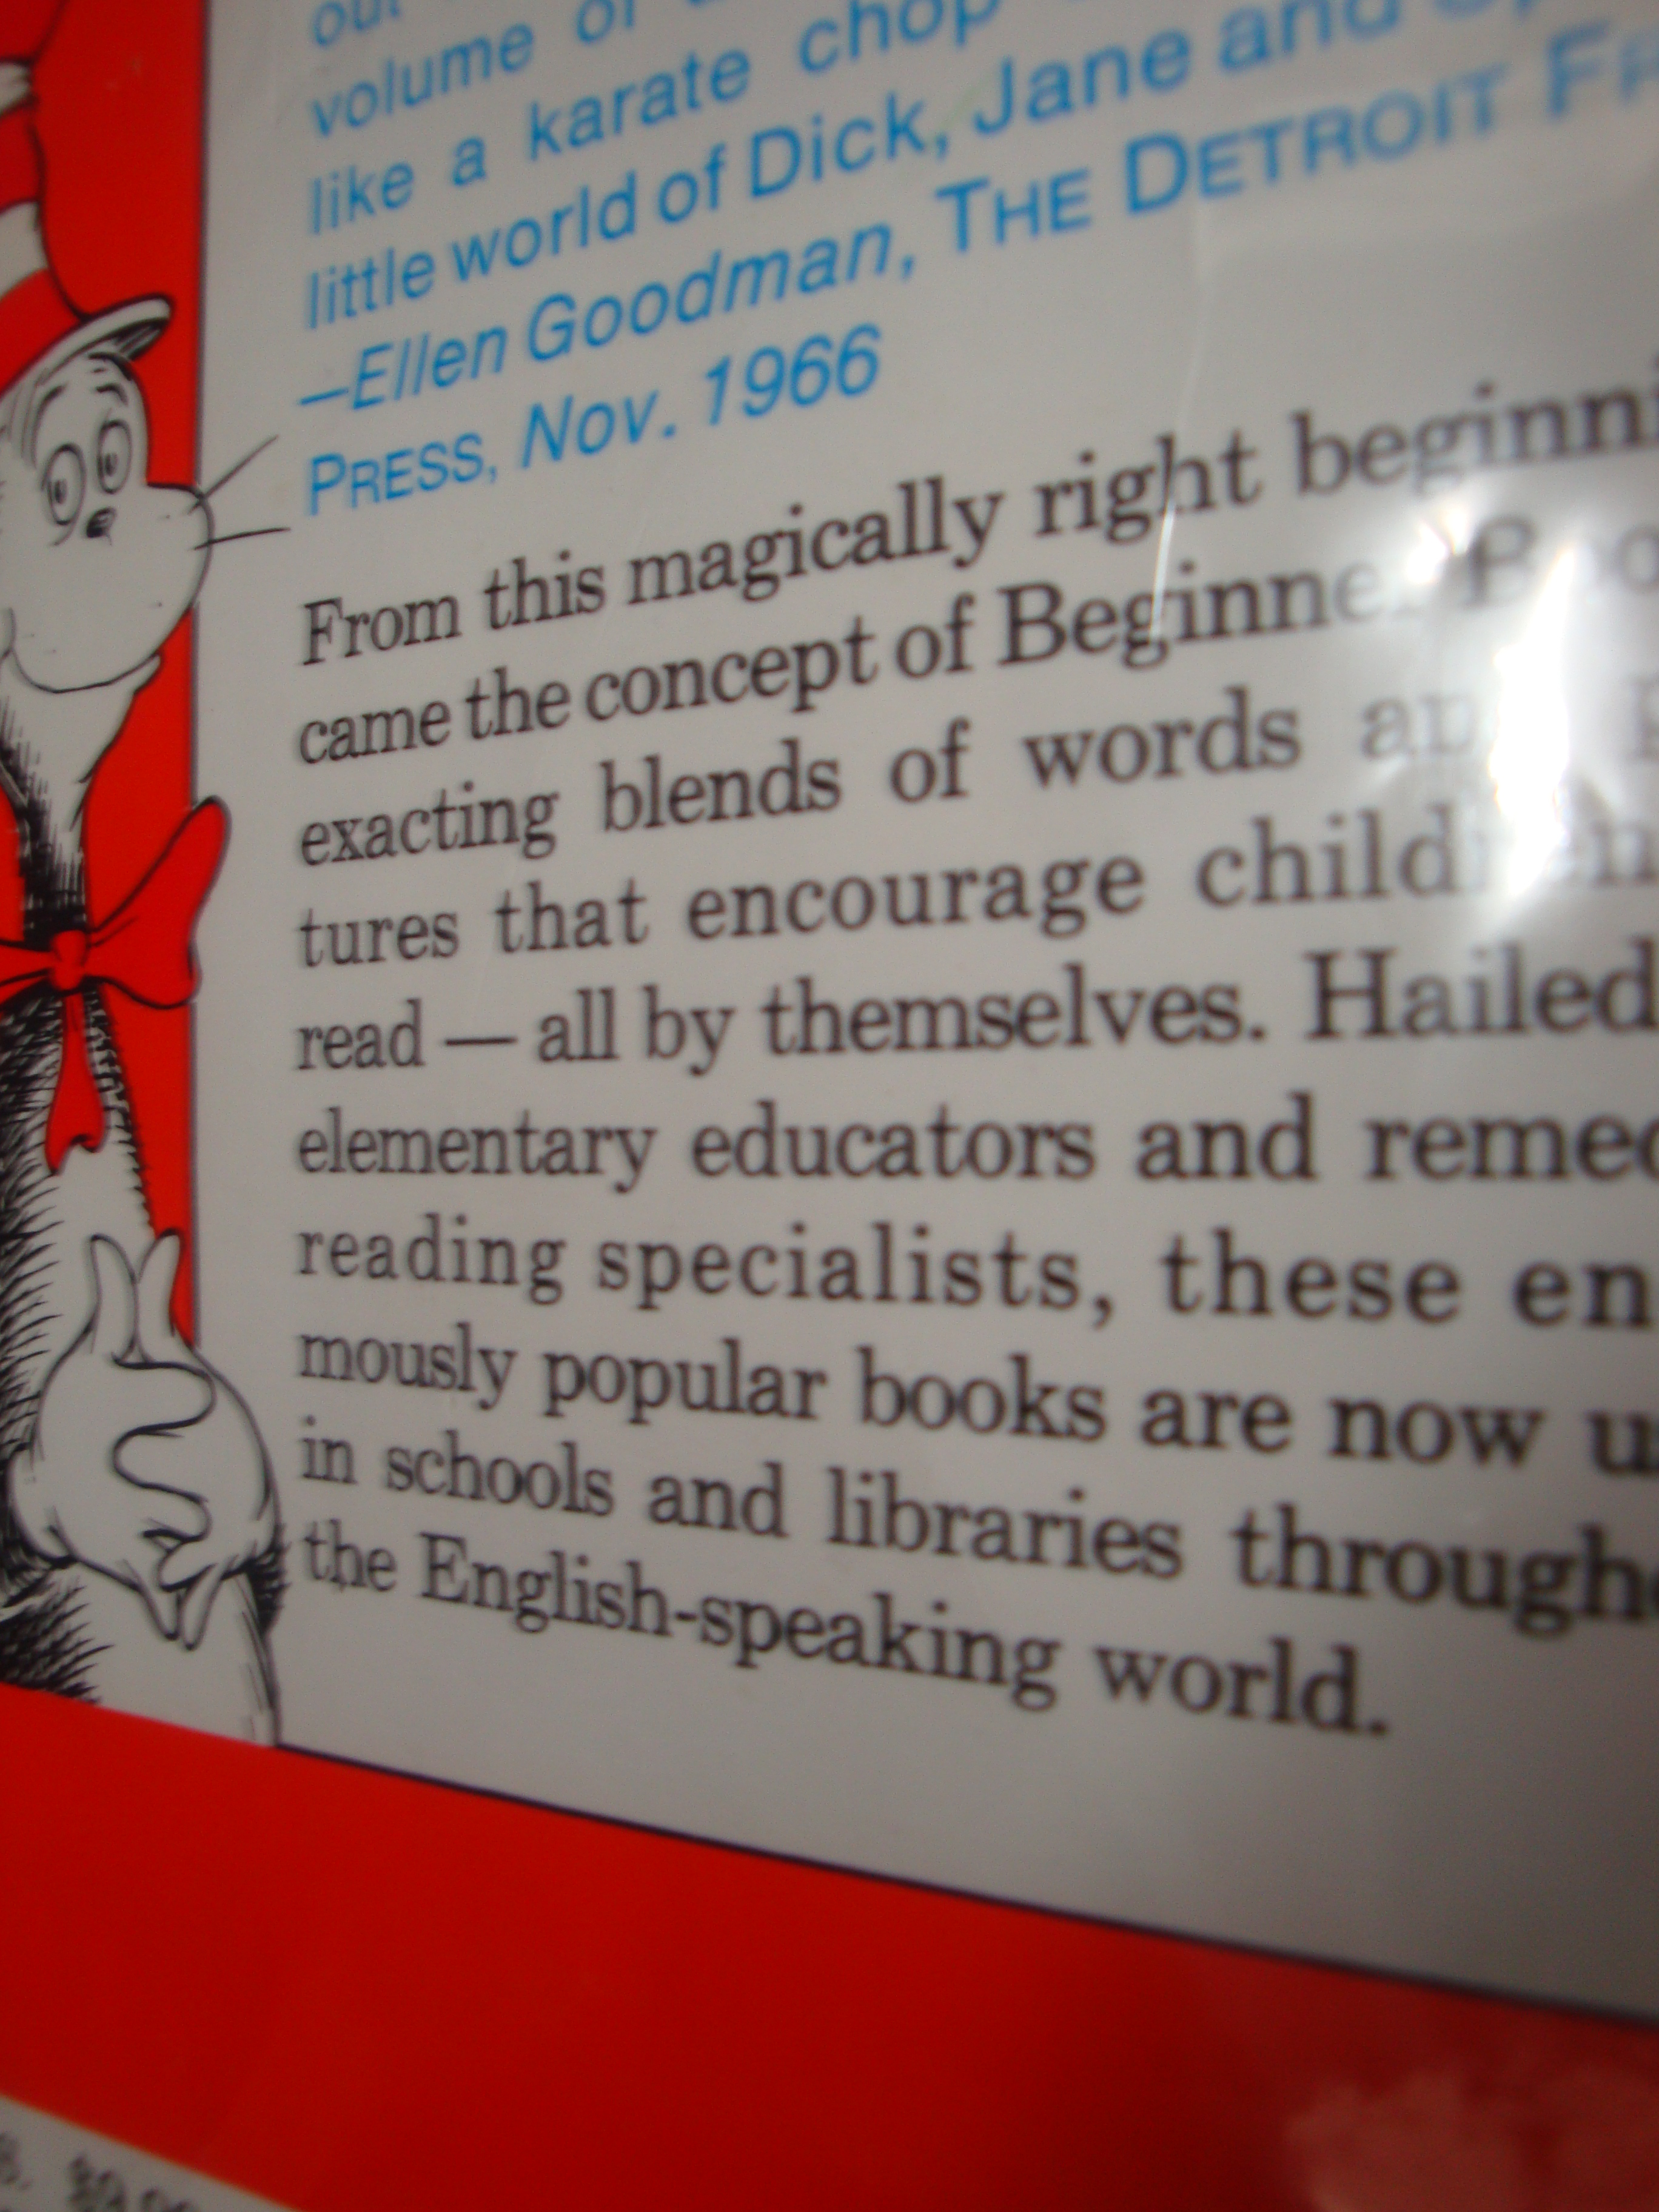 volume of
like a karate chop
little world of Dick, Jane and
—Ellen Goodman, THE DETROIT
PRESS, Nov. 1966
From this magically right
came the concept of
exacting blends of words
tures that encourage
read — all by themselves. Hailed
elementary educators and
reading specialists, these
mously popular books are now
in schools and libraries
the English-speaking world.